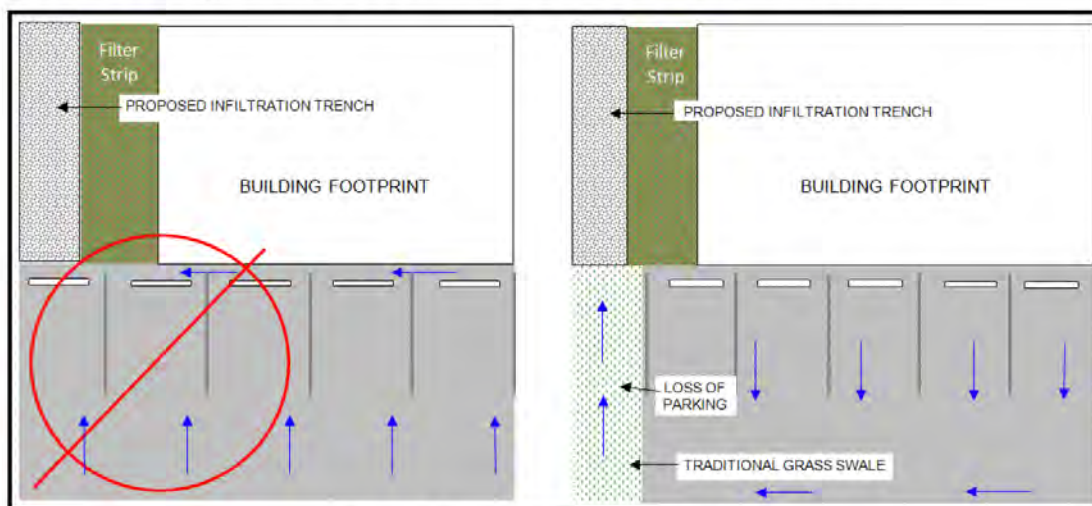 Filter
Strip
PROPOSED INFILTRATION TRENCH
BUILDING FOOTPRINT
Filter
Strip
PROPOSED INFILTRATION TRENCH
BUILDING FOOTPRINT
LOSS OF
PARKING
TRADITIONAL GRASS SWALE